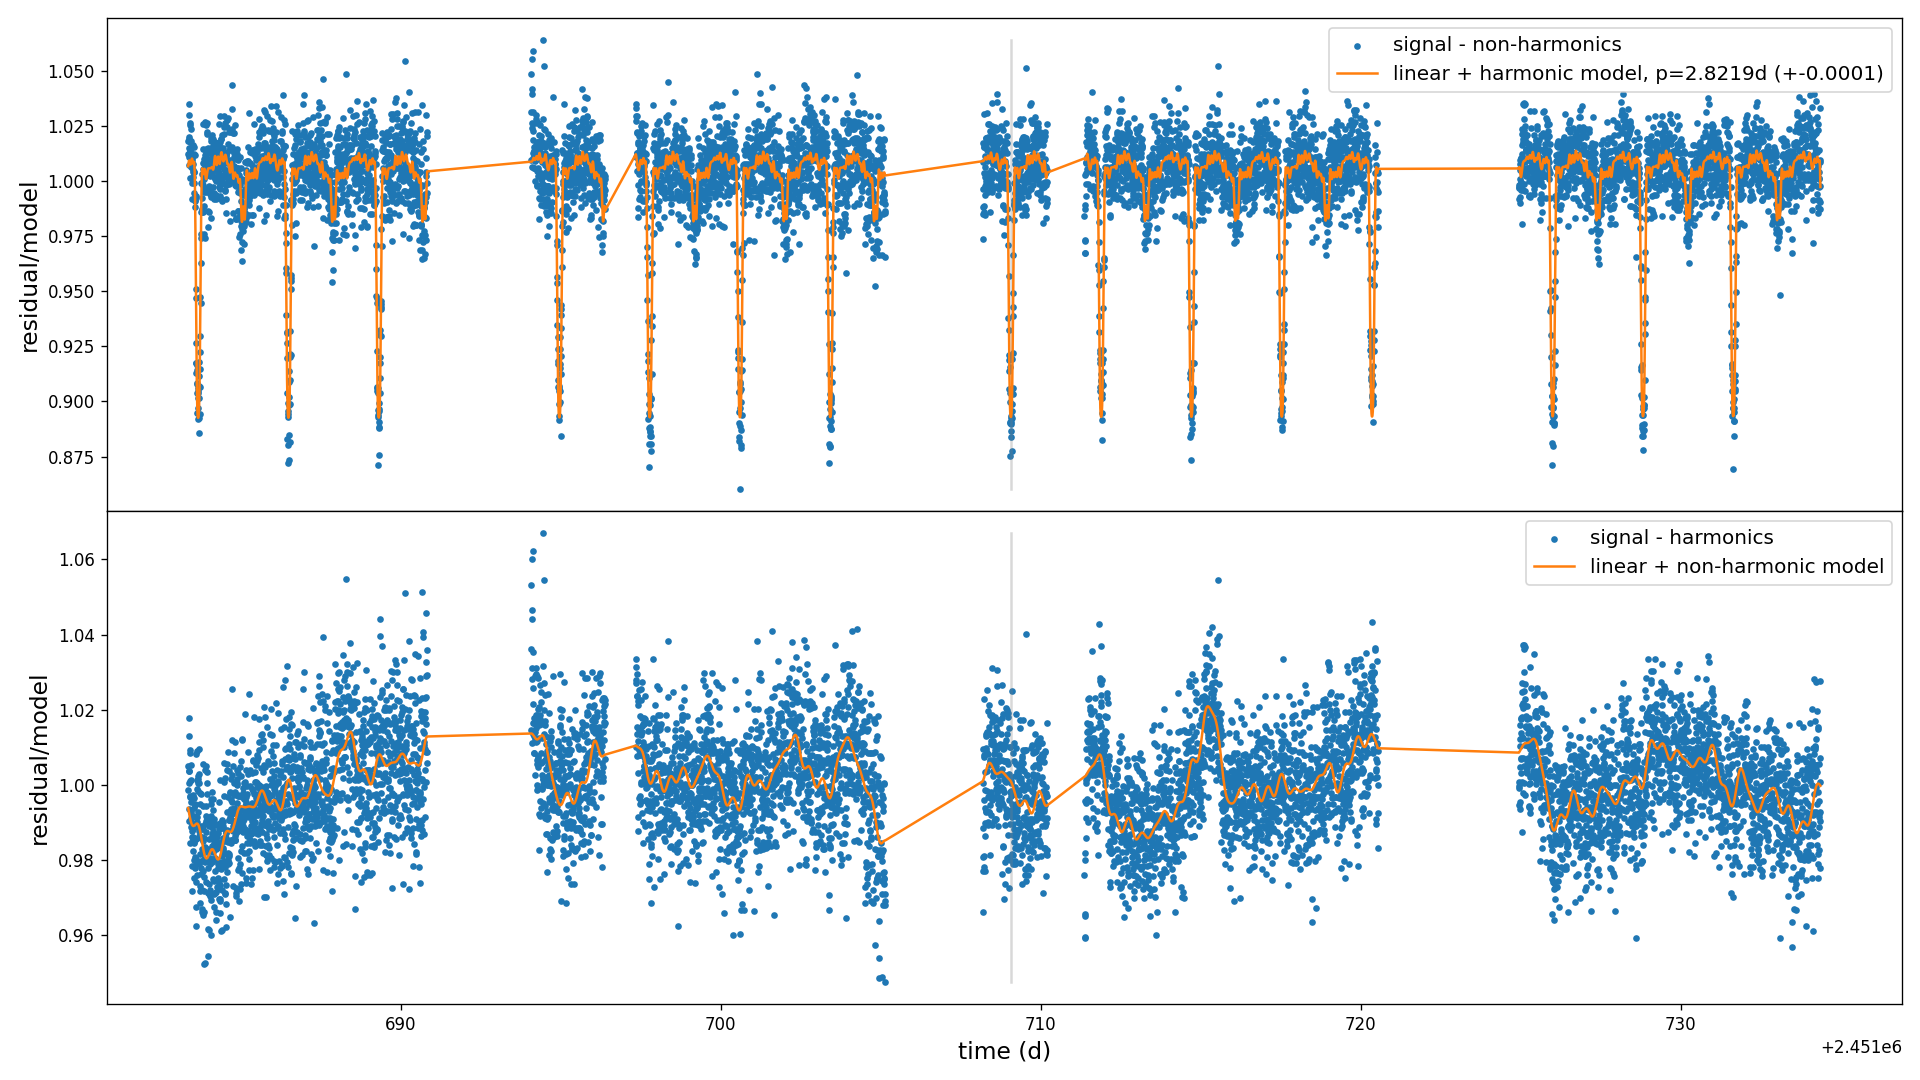 signal - non-harmonics
linear + harmonic model, p=2.8219d (+-0.0001)
1.050
1.025
1.000
0.975
0.950
0.925
0.900
0.875
residual/model
signal - harmonics
linear + non-harmonic model
1.06
1.04
1.02
1.00
0.98
0.96
residual/model
690
700
710
720
730
time (d)
+2.451e6